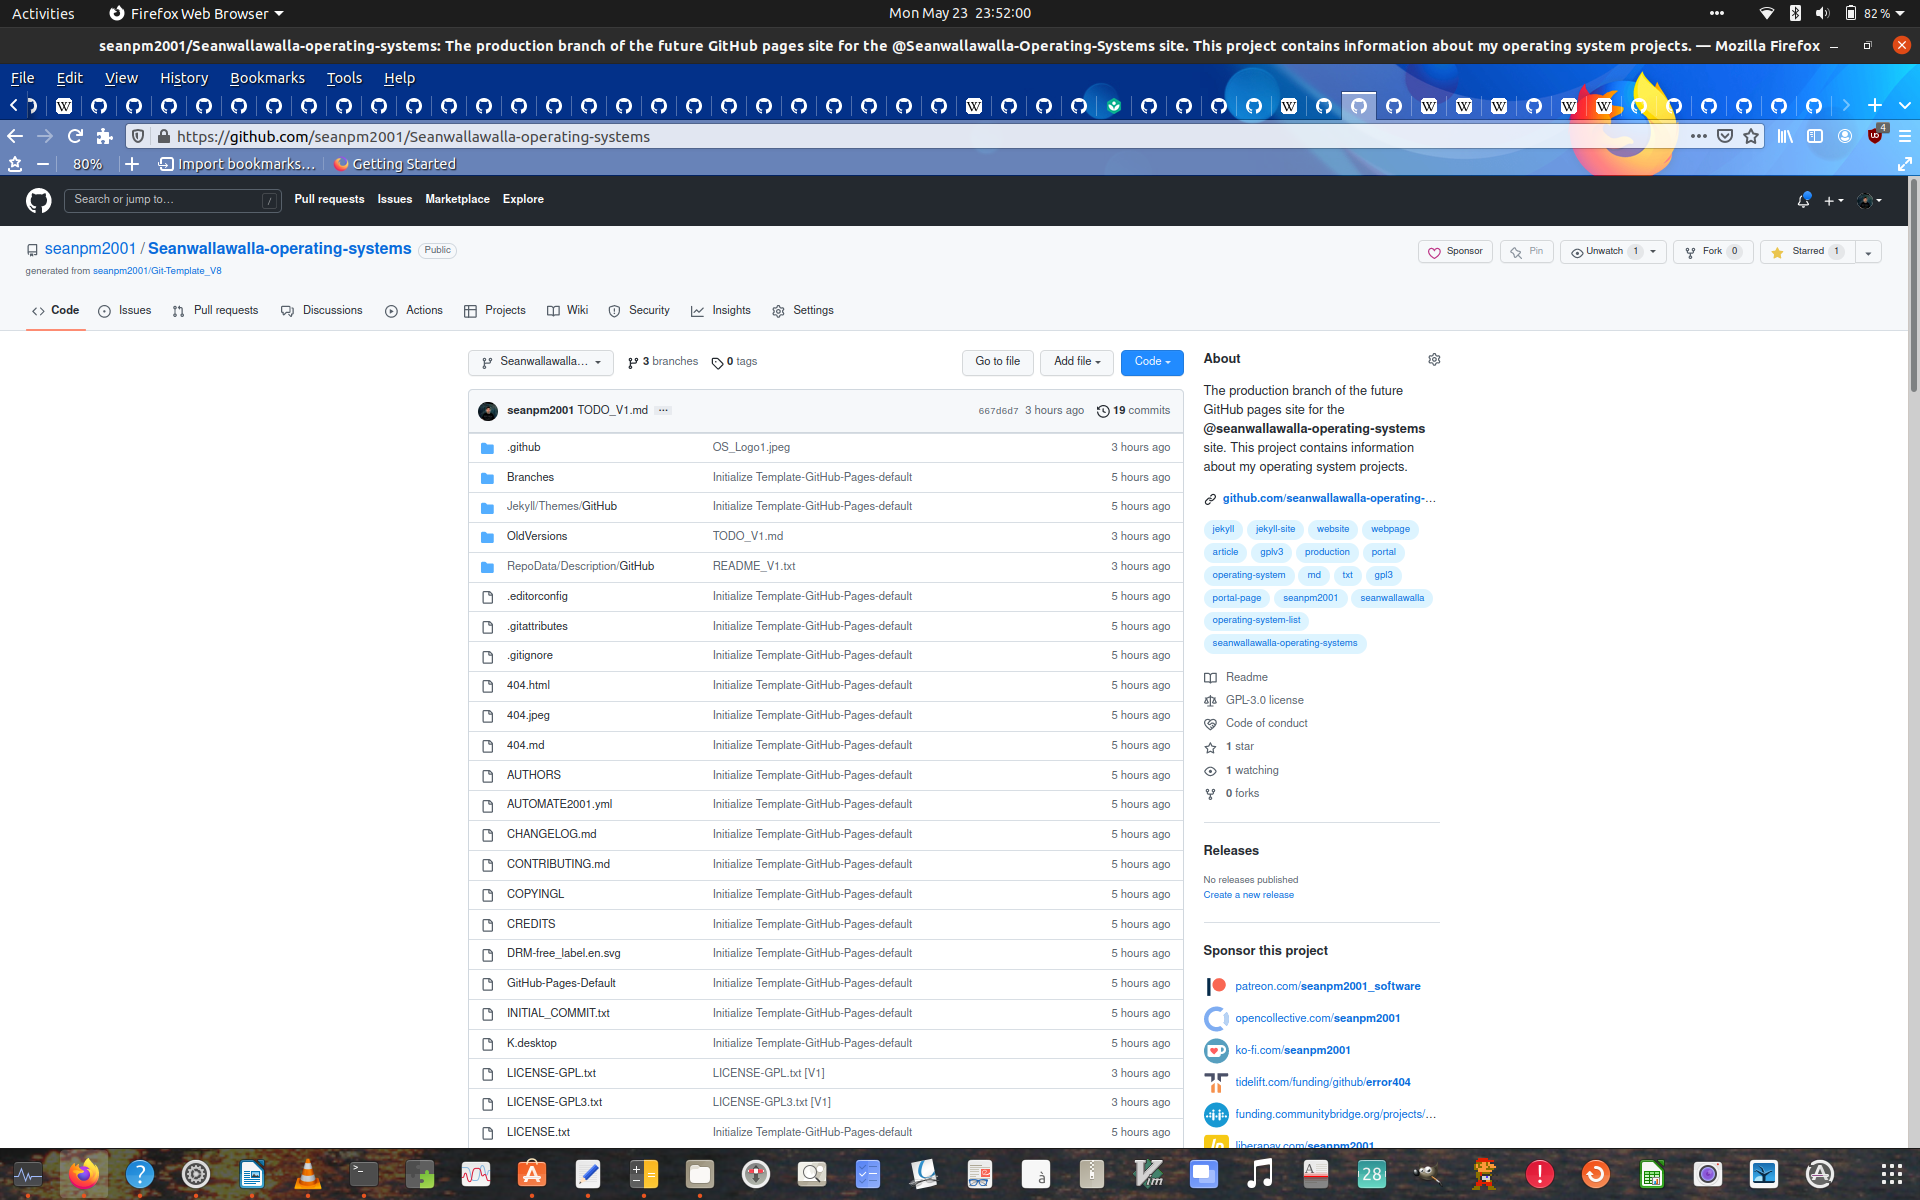 Activities
Firefox Web Browser
Mon May 23  23:52:00
82 %
seanpm2001/Seanwallawalla-operating-systems: The production branch of the future GitHub pages site for the @Seanwallawalla-Operating-Systems site. This project contains information about my operating system projects. — Mozilla Firefox
File Edit View History Bookmarks Tools Help
https://github.com/seanpm2001/Seanwallawalla-operating-systems
4
80%
Import bookmarks...
Getting Started
Search or jump to...
/
Pull requests Issues Marketplace Explore
seanpm2001 / Seanwallawalla-operating-systems Public
generated from seanpm2001/Git-Template_V8
Sponsor
Pin
Unwatch 1
Fork 0
Starred 1
Code Issues Pull requests Discussions Actions Projects Wiki Security Insights Settings
Seanwallawalla...
3 branches
0 tags
Go to file
Add file
Code
seanpm2001 TODO_V1.md ... 667d6d7 3 hours ago 19 commits
.github OS_Logo1.jpeg 3 hours ago
Branches Initialize Template-GitHub-Pages-default 5 hours ago
Jekyll/Themes/GitHub Initialize Template-GitHub-Pages-default 5 hours ago
OldVersions TODO_V1.md 3 hours ago
RepoData/Description/GitHub README_V1.txt 3 hours ago
.editorconfig Initialize Template-GitHub-Pages-default 5 hours ago
.gitattributes Initialize Template-GitHub-Pages-default 5 hours ago
.gitignore Initialize Template-GitHub-Pages-default 5 hours ago
404.html Initialize Template-GitHub-Pages-default 5 hours ago
404.jpeg Initialize Template-GitHub-Pages-default 5 hours ago
404.md Initialize Template-GitHub-Pages-default 5 hours ago
AUTHORS Initialize Template-GitHub-Pages-default 5 hours ago
AUTOMATE2001.yml Initialize Template-GitHub-Pages-default 5 hours ago
CHANGELOG.md Initialize Template-GitHub-Pages-default 5 hours ago
CONTRIBUTING.md Initialize Template-GitHub-Pages-default 5 hours ago
COPYINGL Initialize Template-GitHub-Pages-default 5 hours ago
CREDITS Initialize Template-GitHub-Pages-default 5 hours ago
DRM-free_label.en.svg Initialize Template-GitHub-Pages-default 5 hours ago
GitHub-Pages-Default Initialize Template-GitHub-Pages-default 5 hours ago
INITIAL_COMMIT.txt Initialize Template-GitHub-Pages-default 5 hours ago
K.desktop Initialize Template-GitHub-Pages-default 5 hours ago
LICENSE-GPL.txt LICENSE-GPL.txt [V1] 3 hours ago
LICENSE-GPL3.txt LICENSE-GPL3.txt [V1] 3 hours ago
LICENSE.txt Initialize Template-GitHub-Pages-default 5 hours ago
About
The production branch of the future
GitHub pages site for the
@seanwallawalla-operating-systems
site. This project contains information
about my operating system projects.
github.com/seanwallawalla-operating-...
jekyll jekyll-site website webpage
article gplv3 production portal
operating-system md txt gpl3
portal-page seanpm2001 seanwallawalla
operating-system-list
seanwallawalla-operating-systems
Readme
GPL-3.0 license
Code of conduct
1 star
1 watching
0 forks
Releases
No releases published
Create a new release
Sponsor this project
patreon.com/seanpm2001_software
opencollective.com/seanpm2001
ko-fi.com/seanpm2001
tidelift.com/funding/github/error404
funding.communitybridge.org/projects/...
liberapay.com/seanpm2001
28